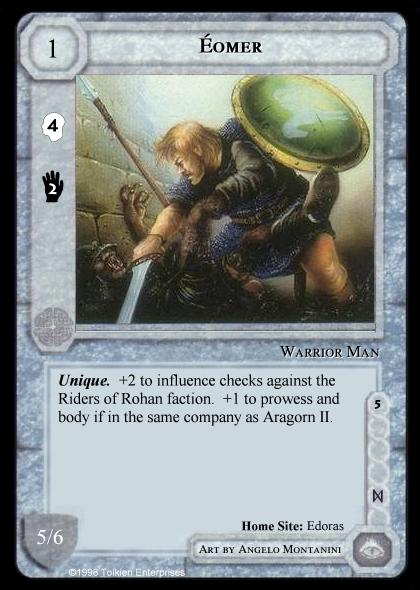 1
ÉOMER
4
2
WARRIOR MAN
Unique. +2 to influence checks against the
Riders of Rohan faction. +1 to prowess and
body if in the same company as Aragorn II.
5
ᛞ
Home Site: Edoras
5/6
ART BY ANGELO MONTANINI
©1998 Tolkien Enterprises